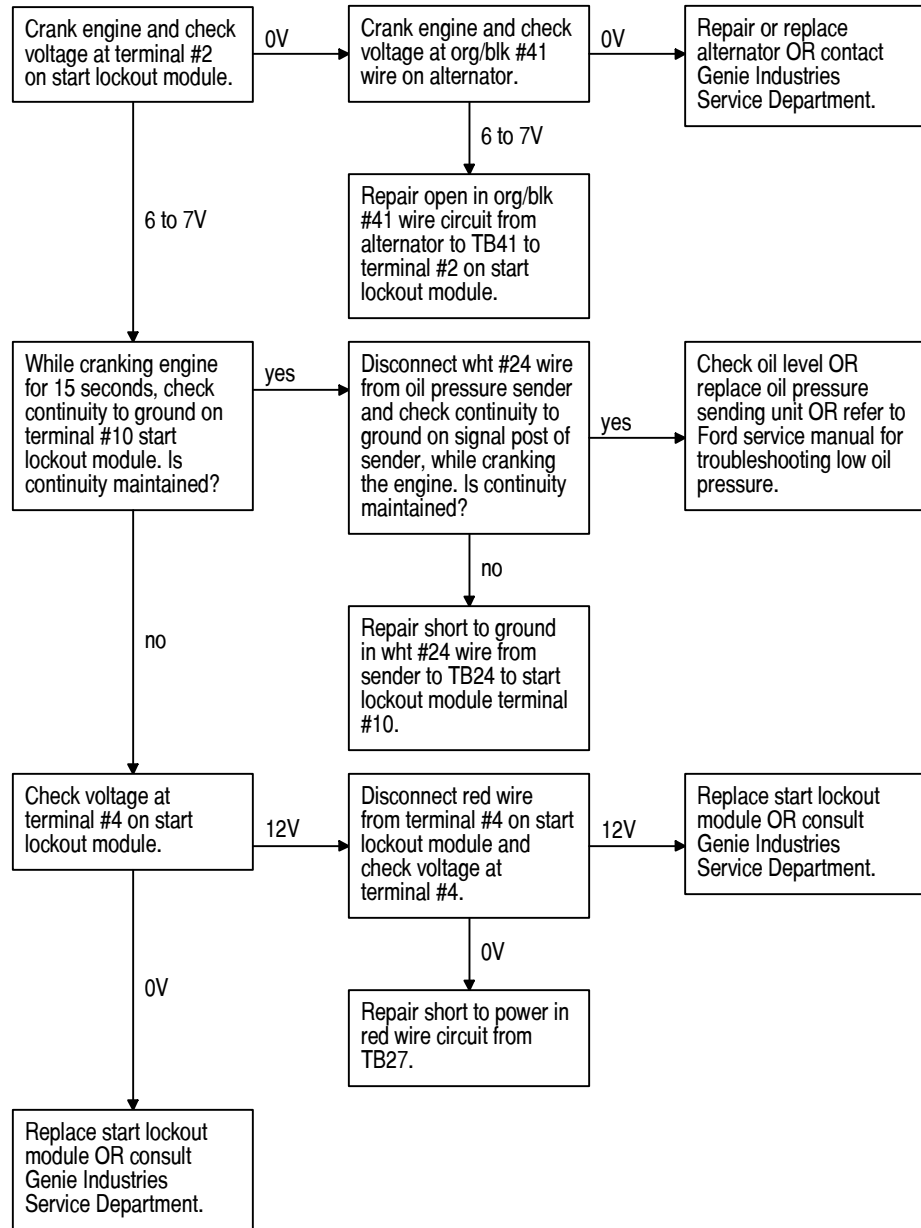 Crank engine and check
voltage at terminal #2
on start lockout module.
0V
Crank engine and check
voltage at org/blk #41
wire on alternator.
0V
Repair or replace
alternator OR contact
Genie Industries
Service Department.
6 to 7V
Repair open in org/blk
#41 wire circuit from
alternator to TB41 to
terminal #2 on start
lockout module.
6 to 7V
While cranking engine
for 15 seconds, check
continuity to ground on
terminal #10 start
lockout module. Is
continuity maintained?
yes
Disconnect wht #24 wire
from oil pressure sender
and check continuity to
ground on signal post of
sender, while cranking
the engine. Is continuity
maintained?
yes
Check oil level OR
replace oil pressure
sending unit OR refer to
Ford service manual for
troubleshooting low oil
pressure.
no
Repair short to ground
in wht #24 wire from
sender to TB24 to start
lockout module terminal
#10.
no
Check voltage at
terminal #4 on start
lockout module.
12V
Disconnect red wire
from terminal #4 on start
lockout module and
check voltage at
terminal #4.
12V
Replace start lockout
module OR consult
Genie Industries
Service Department.
0V
Repair short to power in
red wire circuit from
TB27.
0V
Replace start lockout
module OR consult
Genie Industries
Service Department.